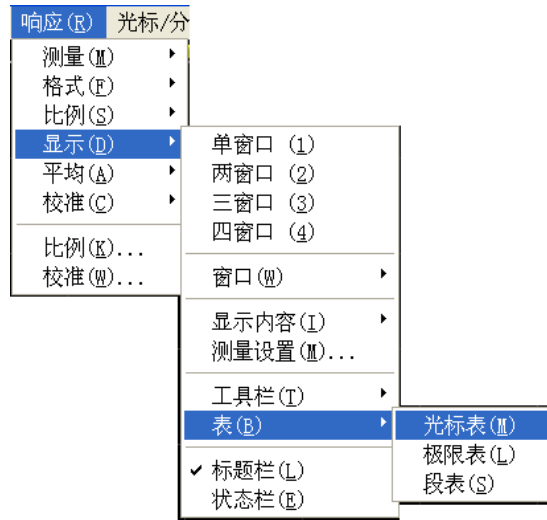 响应(R) 光标/分
测量(M)
格式(F)
比例(S)
显示(D)
平均(A)
校准(C)
比例(K)...
校准(W)...
单窗口 (1)
两窗口 (2)
三窗口 (3)
四窗口 (4)
窗口(W)
显示内容(I)
测量设置(M)...
工具栏(T)
表(B)
标题栏(L)
状态栏(E)
光标表(M)
极限表(L)
段表(S)